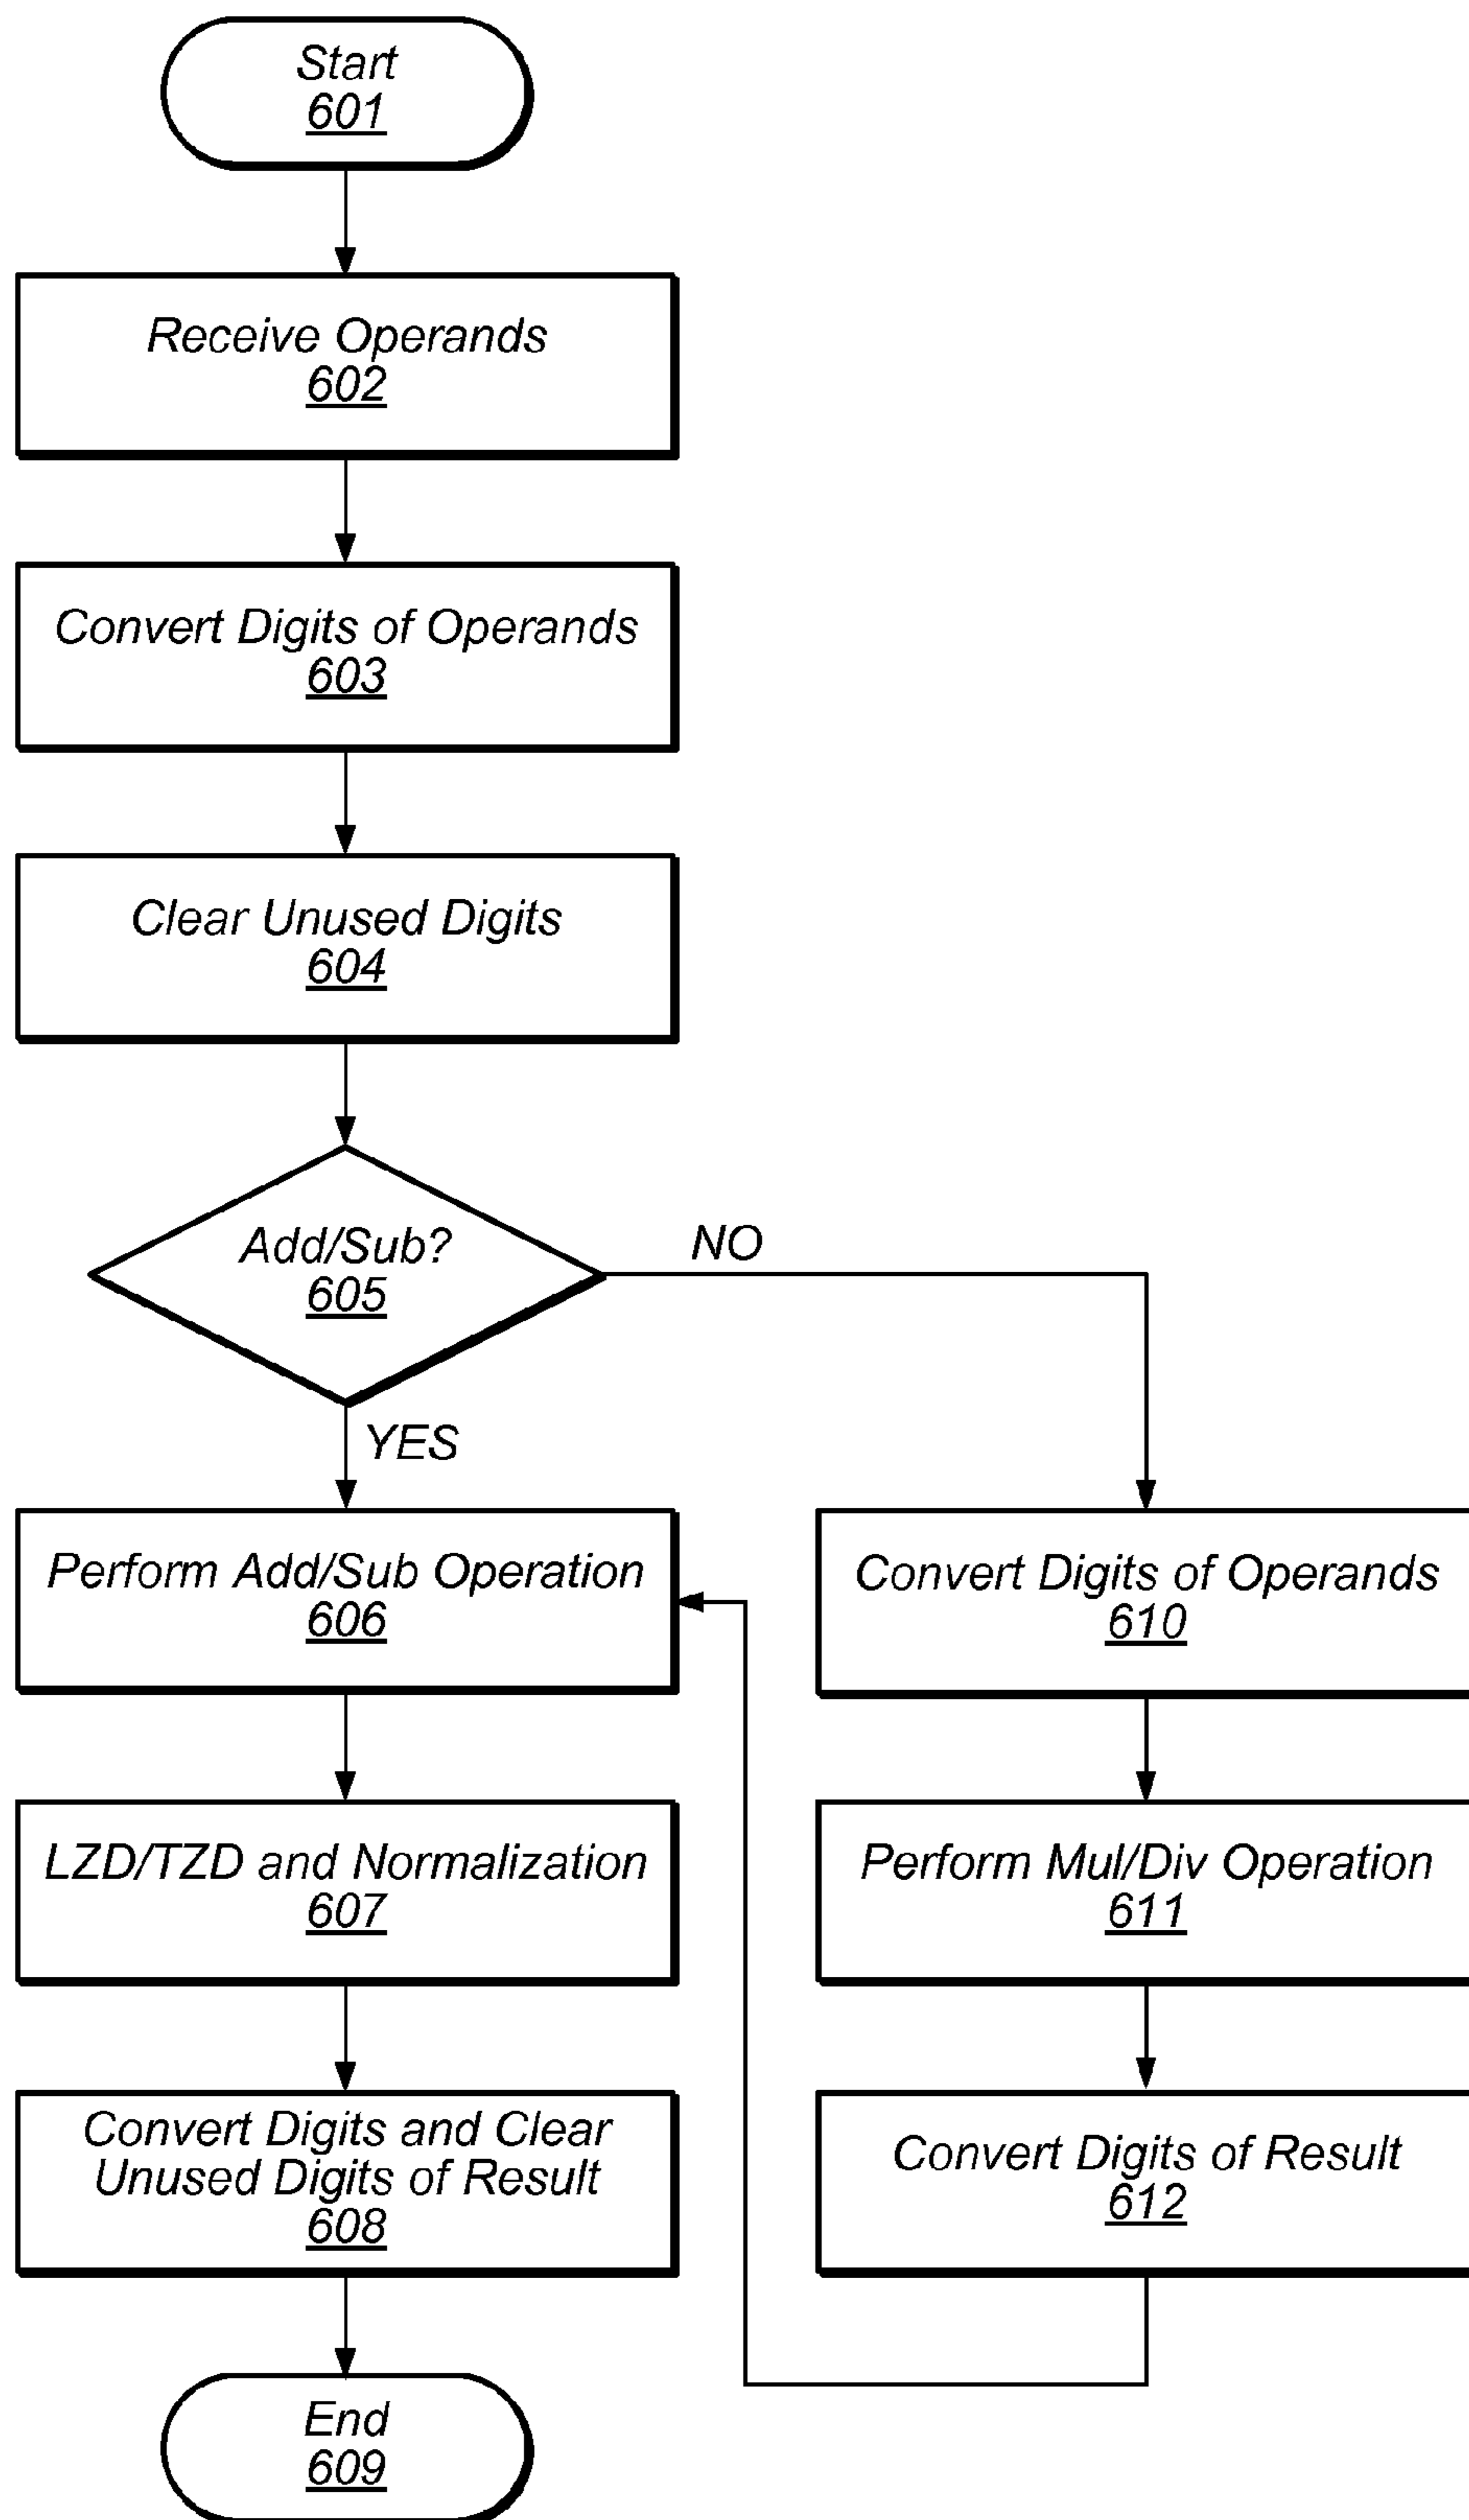 Start
601
Receive Operands
602
Convert Digits of Operands
603
Clear Unused Digits
604
Add/Sub?
605
NO
YES
Perform Add/Sub Operation
606
LZD/TZD and Normalization
607
Convert Digits and Clear
Unused Digits of Result
608
End
609
Convert Digits of Operands
610
Perform Mul/Div Operation
611
Convert Digits of Result
612